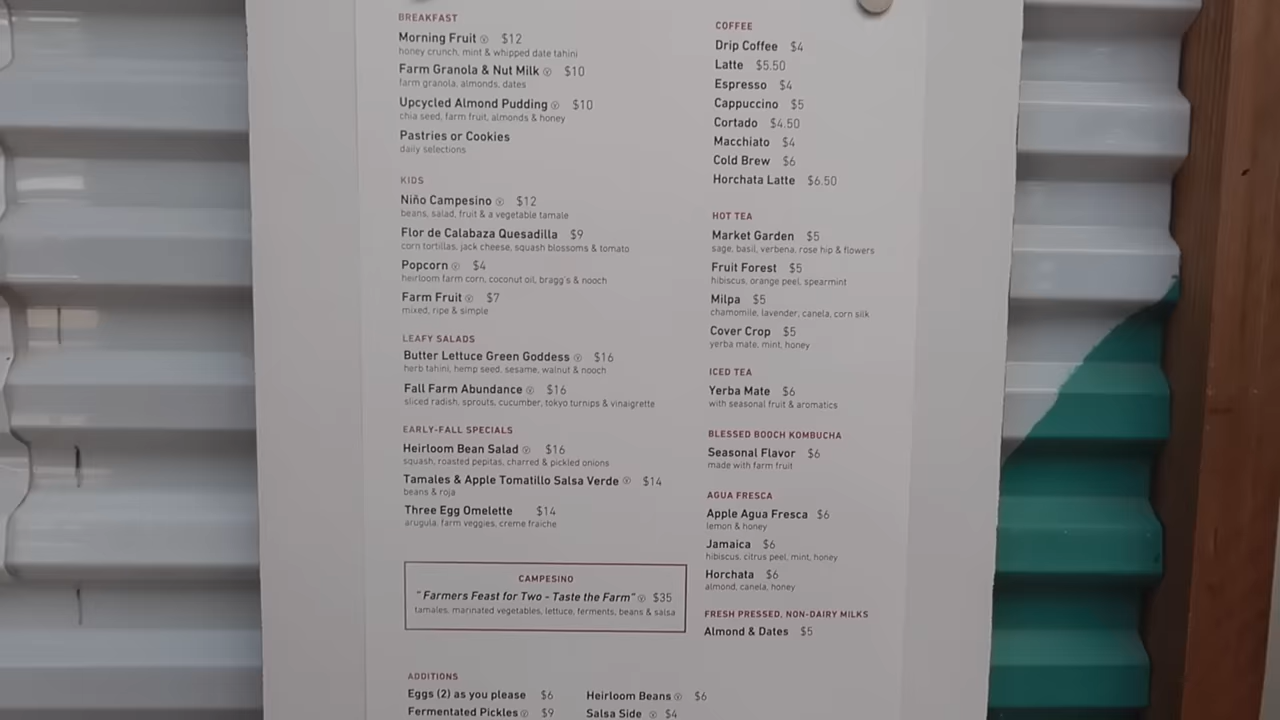 BREAKFAST
Morning Fruit Ⓥ $12
honey crunch, mint & whipped date tahini
Farm Granola & Nut Milk Ⓥ $10
farm granola, almonds, dates
Upcycled Almond Pudding Ⓥ $10
chia seed, farm fruit, almonds & honey
Pastries or Cookies
daily selections
KIDS
Niño Campesino Ⓥ $12
beans, salad, fruit & a vegetable tamale
Flor de Calabaza Quesadilla $9
corn tortillas, jack cheese, squash blossoms & tomato
Popcorn Ⓥ $4
heirloom farm corn, coconut oil, bragg's & nooch
Farm Fruit Ⓥ $7
mixed, ripe & simple
LEAFY SALADS
Butter Lettuce Green Goddess Ⓥ $16
herb tahini, hemp seed, sesame, walnut & nooch
Fall Farm Abundance Ⓥ $16
sliced radish, sprouts, cucumber, tokyo turnips & vinaigrette
EARLY-FALL SPECIALS
Heirloom Bean Salad Ⓥ $16
squash, roasted pepitas, charred & pickled onions
Tamales & Apple Tomatillo Salsa Verde Ⓥ $14
beans & roja
Three Egg Omelette $14
arugula, farm veggies, creme fraiche
CAMPESINO
"Farmers Feast for Two - Taste the Farm" Ⓥ $35
tamales, marinated vegetables, lettuce, ferments, beans & salsa
ADDITIONS
Eggs (2) as you please $6
Fermented Pickles Ⓥ $9
Heirloom Beans Ⓥ $6
Salsa Side Ⓥ $4
COFFEE
Drip Coffee $4
Latte $5.50
Espresso $4
Cappuccino $5
Cortado $4.50
Macchiato $4
Cold Brew $6
Horchata Latte $6.50
HOT TEA
Market Garden $5
sage, basil, verbena, rose hip & flowers
Fruit Forest $5
hibiscus, orange peel, spearmint
Milpa $5
chamomile, lavender, canela, corn silk
Cover Crop $5
yerba mate, mint, honey
ICED TEA
Yerba Mate $6
with seasonal fruit & aromatics
BLESSED BOOCH KOMBUCHA
Seasonal Flavor $6
made with farm fruit
AGUA FRESCA
Apple Agua Fresca $6
lemon & honey
Jamaica $6
hibiscus, citrus peel, mint, honey
Horchata $6
almond, canela, honey
FRESH PRESSED, NON-DAIRY MILKS
Almond & Dates $5